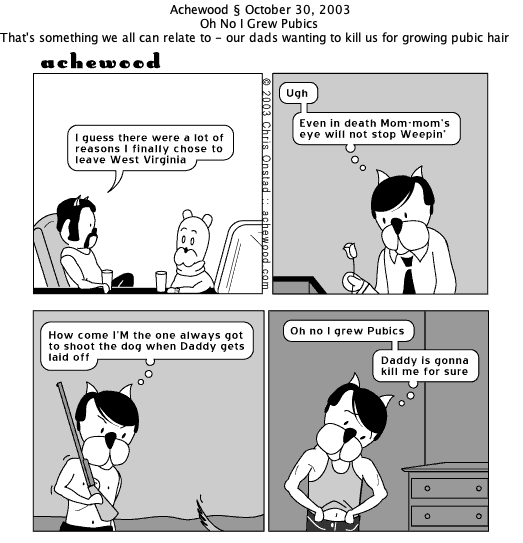 Achewood § October 30, 2003
Oh No I Grew Pubics
That's something we all can relate to – our dads wanting to kill us for growing pubic hair
achewood
I guess there were a lot of
reasons I finally chose to
leave West Virginia
© 2003 Chris Onstad :: achewood.com
Ugh
Even in death Mom-mom's
eye will not stop Weepin'
How come I'M the one always got
to shoot the dog when Daddy gets
laid off
Oh no I grew Pubics
Daddy is gonna
kill me for sure